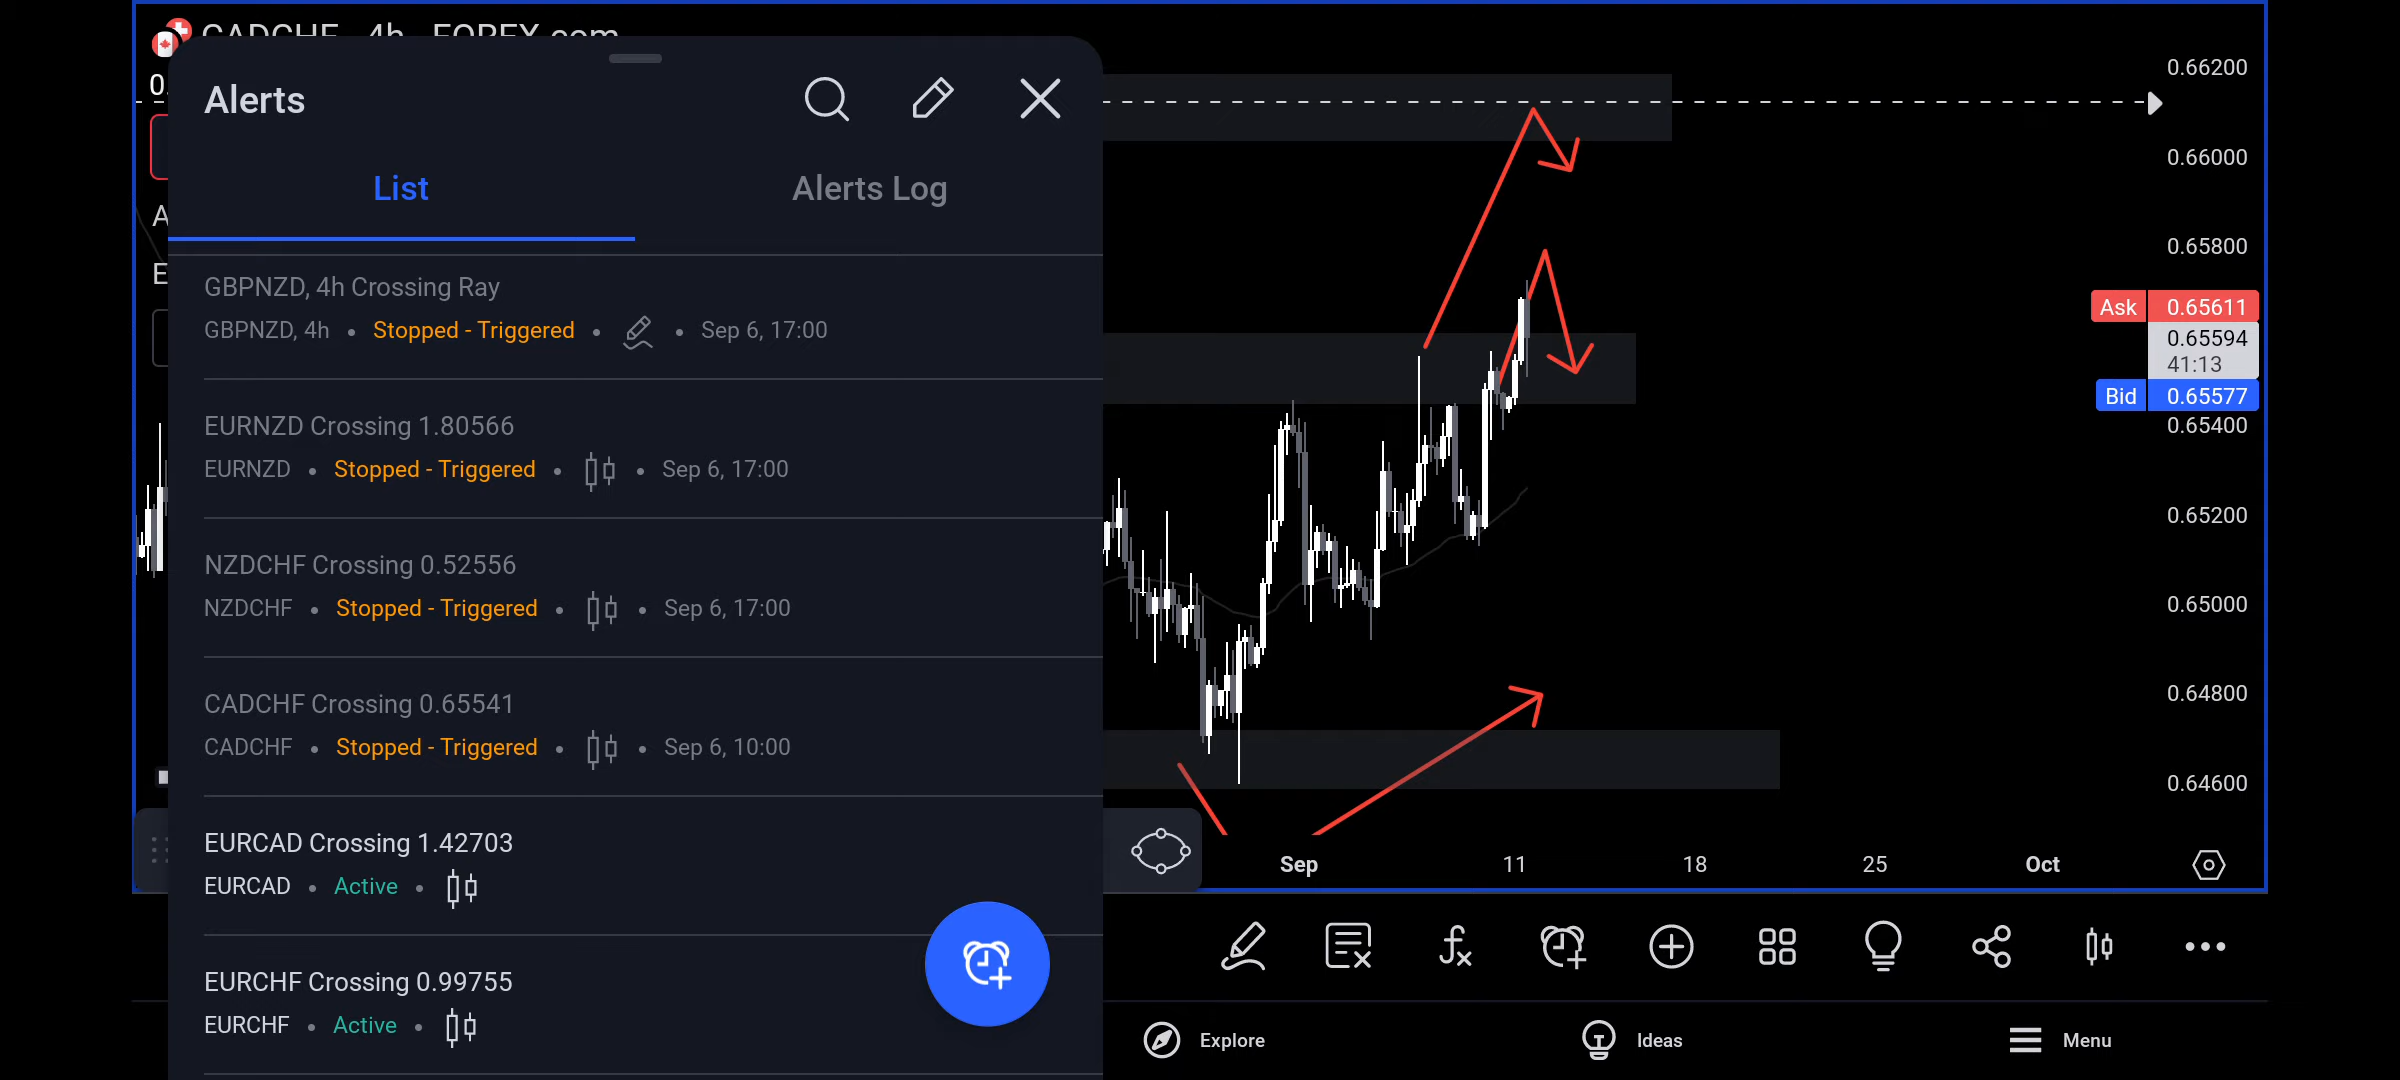 CADCHF 4h FOREX.com
0.
Alerts
List
Alerts Log
A
E
GBPNZD, 4h Crossing Ray
GBPNZD, 4h • Stopped - Triggered • • Sep 6, 17:00
EURNZD Crossing 1.80566
EURNZD • Stopped - Triggered • • Sep 6, 17:00
NZDCHF Crossing 0.52556
NZDCHF • Stopped - Triggered • • Sep 6, 17:00
CADCHF Crossing 0.65541
CADCHF • Stopped - Triggered • • Sep 6, 10:00
EURCAD Crossing 1.42703
EURCAD • Active •
EURCHF Crossing 0.99755
EURCHF • Active •
0.66200
0.66000
0.65800
Ask 0.65611
0.65594
41:13
Bid 0.65577
0.65400
0.65200
0.65000
0.64800
0.64600
Sep 11 18 25 Oct
Explore Ideas Menu